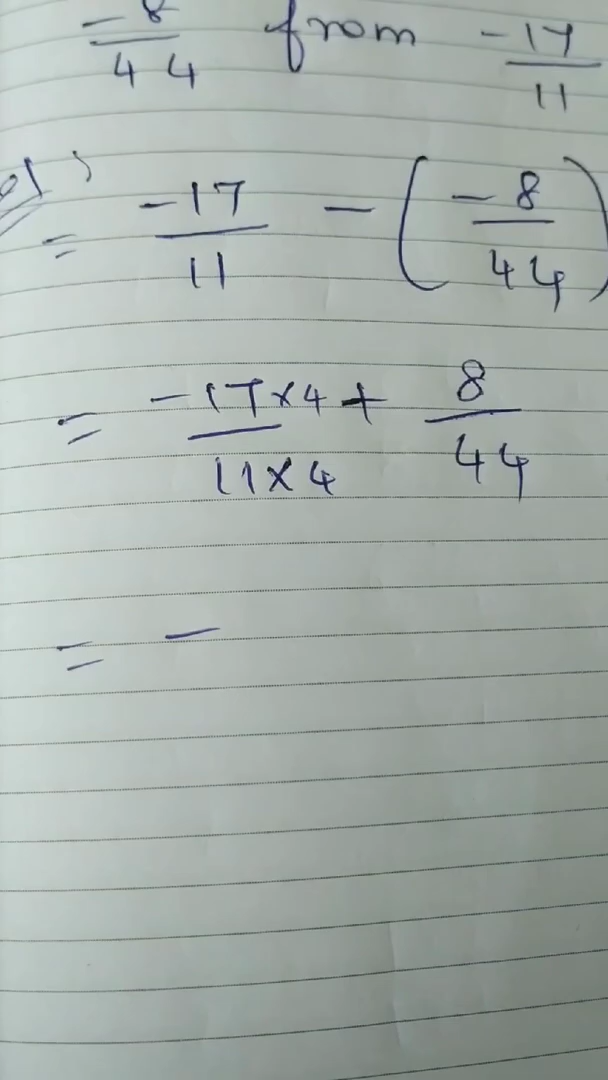 -8/44 from -17/11
= -17/11 - (-8/44)
= -17×4/11×4 + 8/44
= -